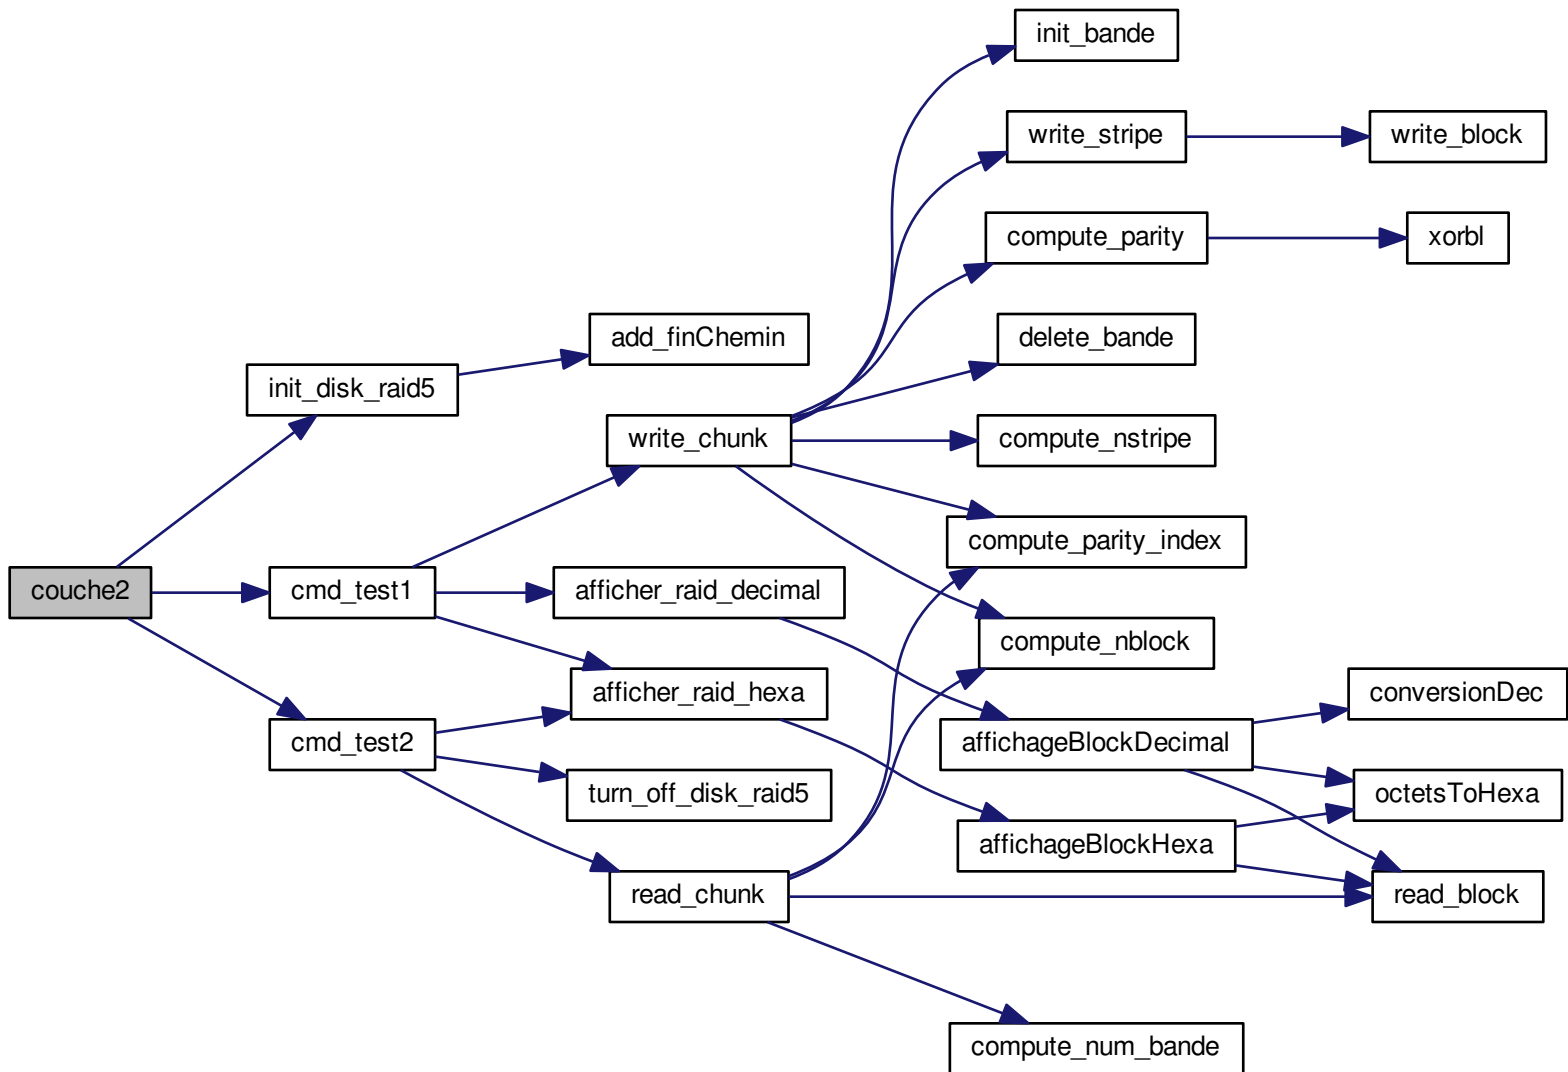 init_bande
write_stripe
write_block
compute_parity
xorbl
add_finChemin
delete_bande
init_disk_raid5
write_chunk
compute_nstripe
compute_parity_index
couche2
cmd_test1
afficher_raid_decimal
compute_nblock
afficher_raid_hexa
conversionDec
cmd_test2
affichageBlockDecimal
turn_off_disk_raid5
octetsToHexa
affichageBlockHexa
read_chunk
read_block
compute_num_bande